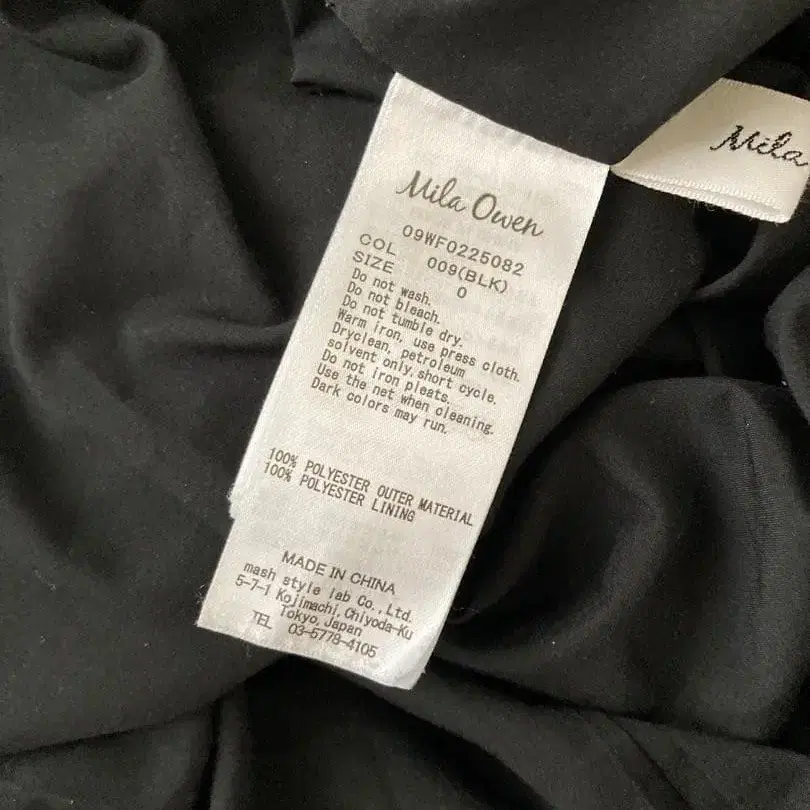 Mila Owen
09WF0225082
COL 009(BLK)
SIZE 0
Do not wash.
Do not bleach.
Do not tumble dry.
Warm iron, use press cloth.
Dryclean, petroleum
solvent only,short cycle.
Do not iron pleats.
Use the net when cleaning.
Dark colors may run.
100% POLYESTER OUTER MATERIAL
100% POLYESTER LINING
MADE IN CHINA
mash style lab Co.,Ltd.
5-7-1 Kojimachi,Chiyoda-Ku
Tokyo,Japan
TEL 03-5778-4105
Mila